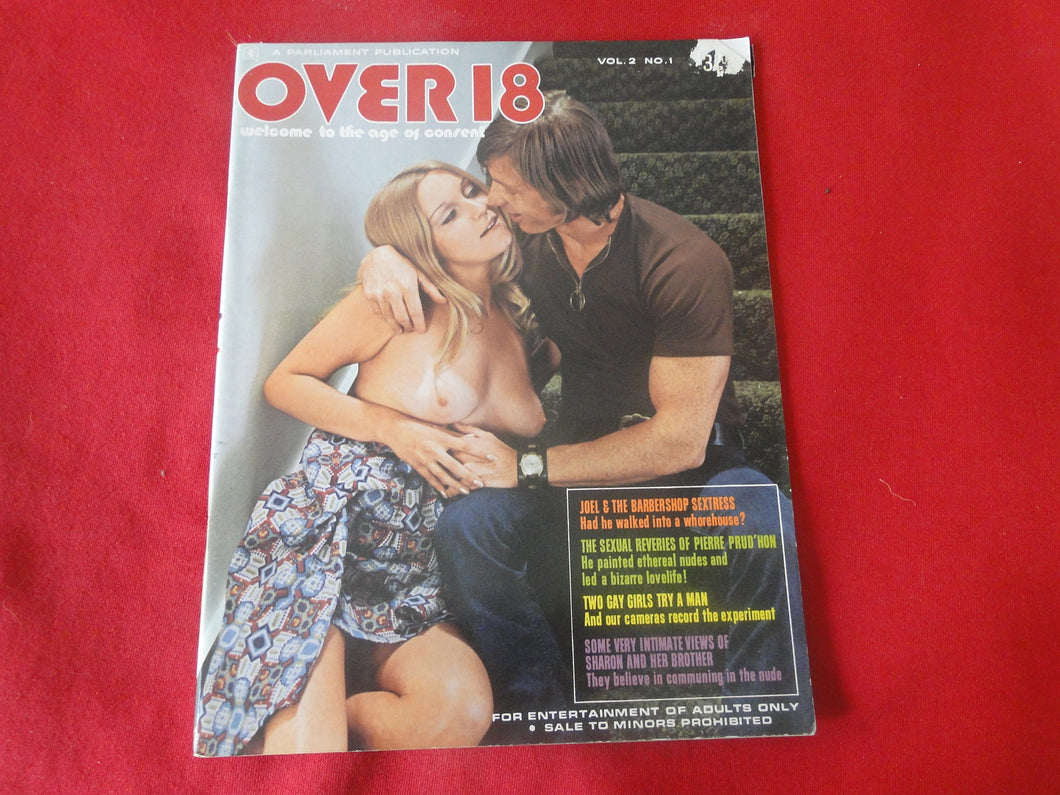 A PARLIAMENT PUBLICATION
OVER 18
welcome to the age of consent
VOL. 2 NO. 1
JOEL & THE BARBERSHOP SEXTRESS
Had he walked into a whorehouse?
THE SEXUAL REVERIES OF PIERRE PRUD'HON
He painted ethereal nudes and
led a bizarre lovelife!
TWO GAY GIRLS TRY A MAN
And our cameras record the experiment
SOME VERY INTIMATE VIEWS OF
SHARON AND HER BROTHER
They believe in communing in the nude
FOR ENTERTAINMENT OF ADULTS ONLY
• SALE TO MINORS PROHIBITED